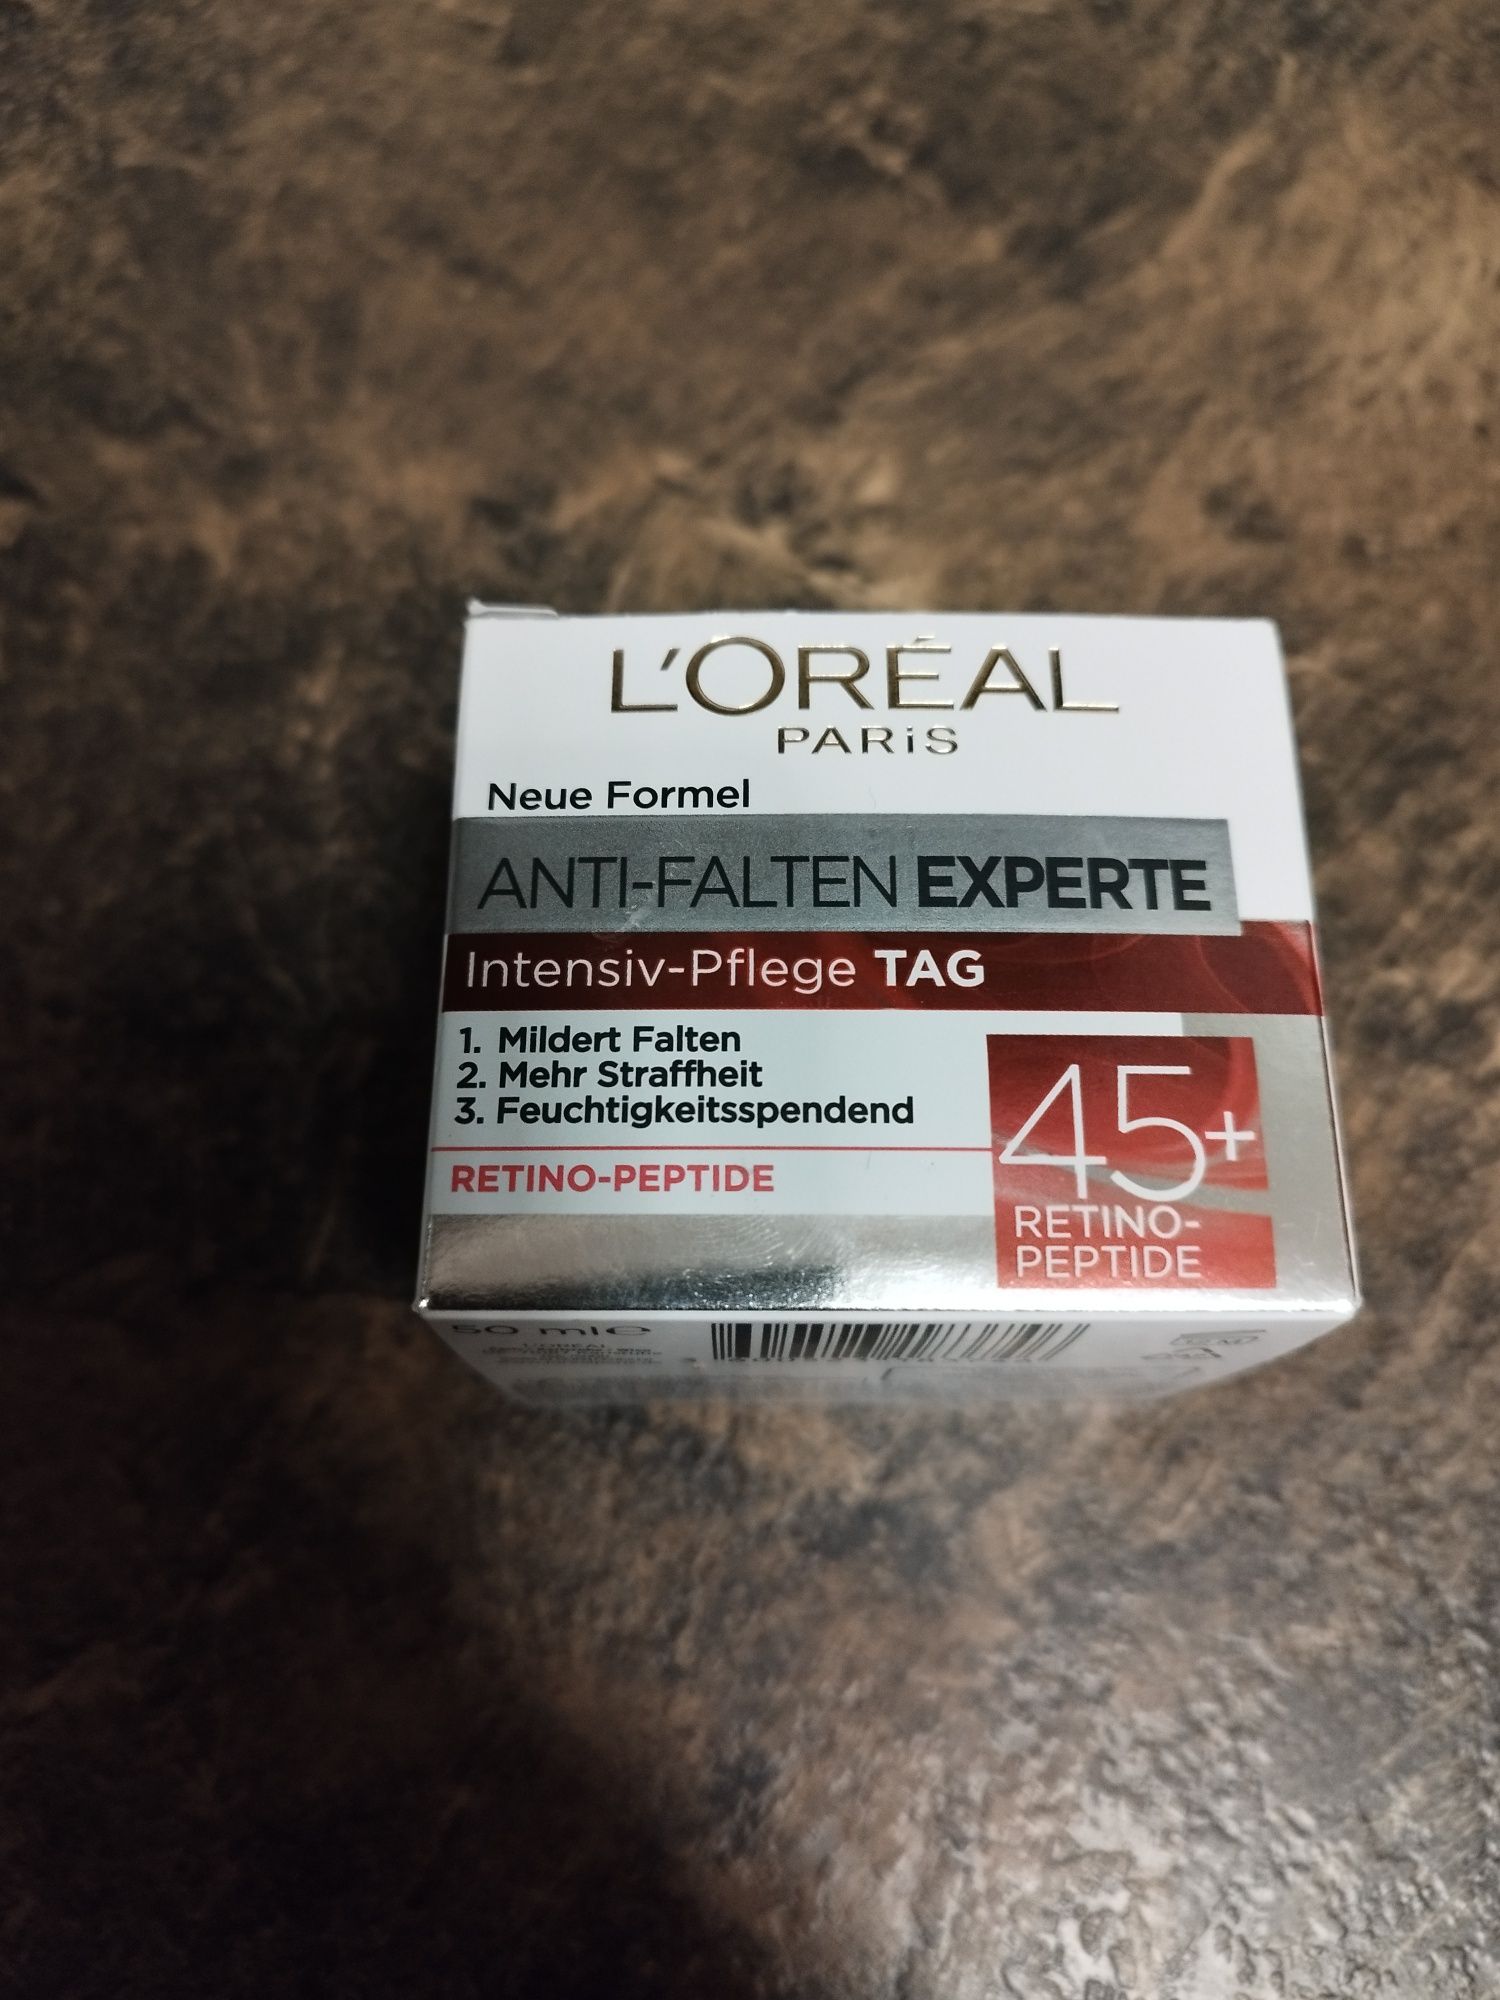 L'ORÉAL
PARiS
Neue Formel
ANTI-FALTEN EXPERTE
Intensiv-Pflege TAG
1. Mildert Falten
2. Mehr Straffheit
3. Feuchtigkeitsspendend
RETINO-PEPTIDE
45+
RETINO-
PEPTIDE
50 ml e
L'ORÉAL